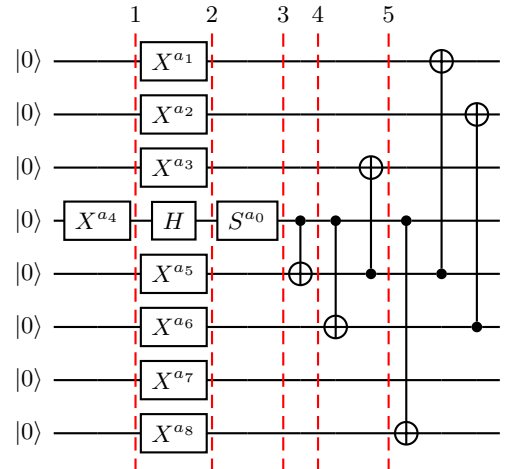 1 2 3 4 5
|0⟩ X^{a_1}
|0⟩ X^{a_2}
|0⟩ X^{a_3}
|0⟩ X^{a_4} H S^{a_0}
|0⟩ X^{a_5}
|0⟩ X^{a_6}
|0⟩ X^{a_7}
|0⟩ X^{a_8}